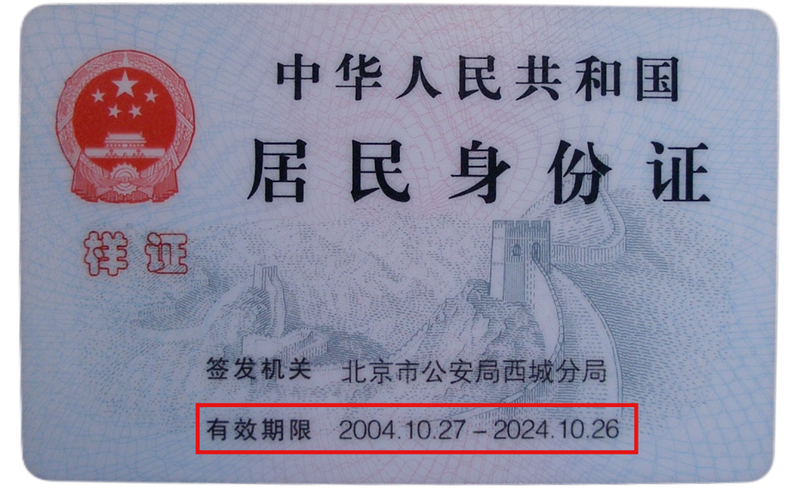 中华人民共和国
居民身份证
样证
签发机关 北京市公安局西城分局
有效期限 2004.10.27-2024.10.26